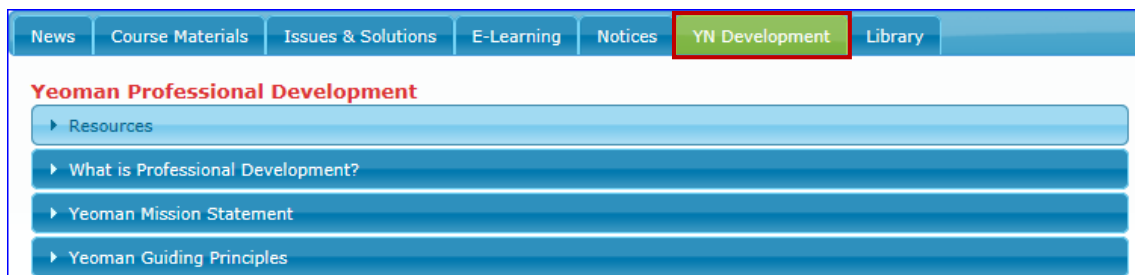 News Course Materials Issues & Solutions E-Learning Notices YN Development Library
Yeoman Professional Development
Resources
What is Professional Development?
Yeoman Mission Statement
Yeoman Guiding Principles